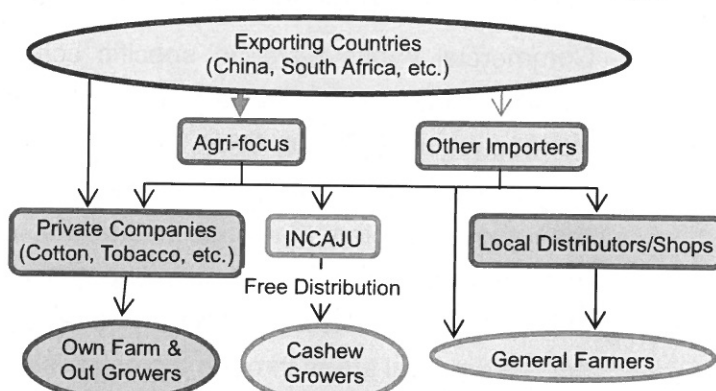 Exporting Countries
(China, South Africa, etc.)
Agri-focus
Other Importers
Private Companies
(Cotton, Tobacco, etc.)
INCAJU
Local Distributors/Shops
Free Distribution
Own Farm &
Out Growers
Cashew
Growers
General Farmers